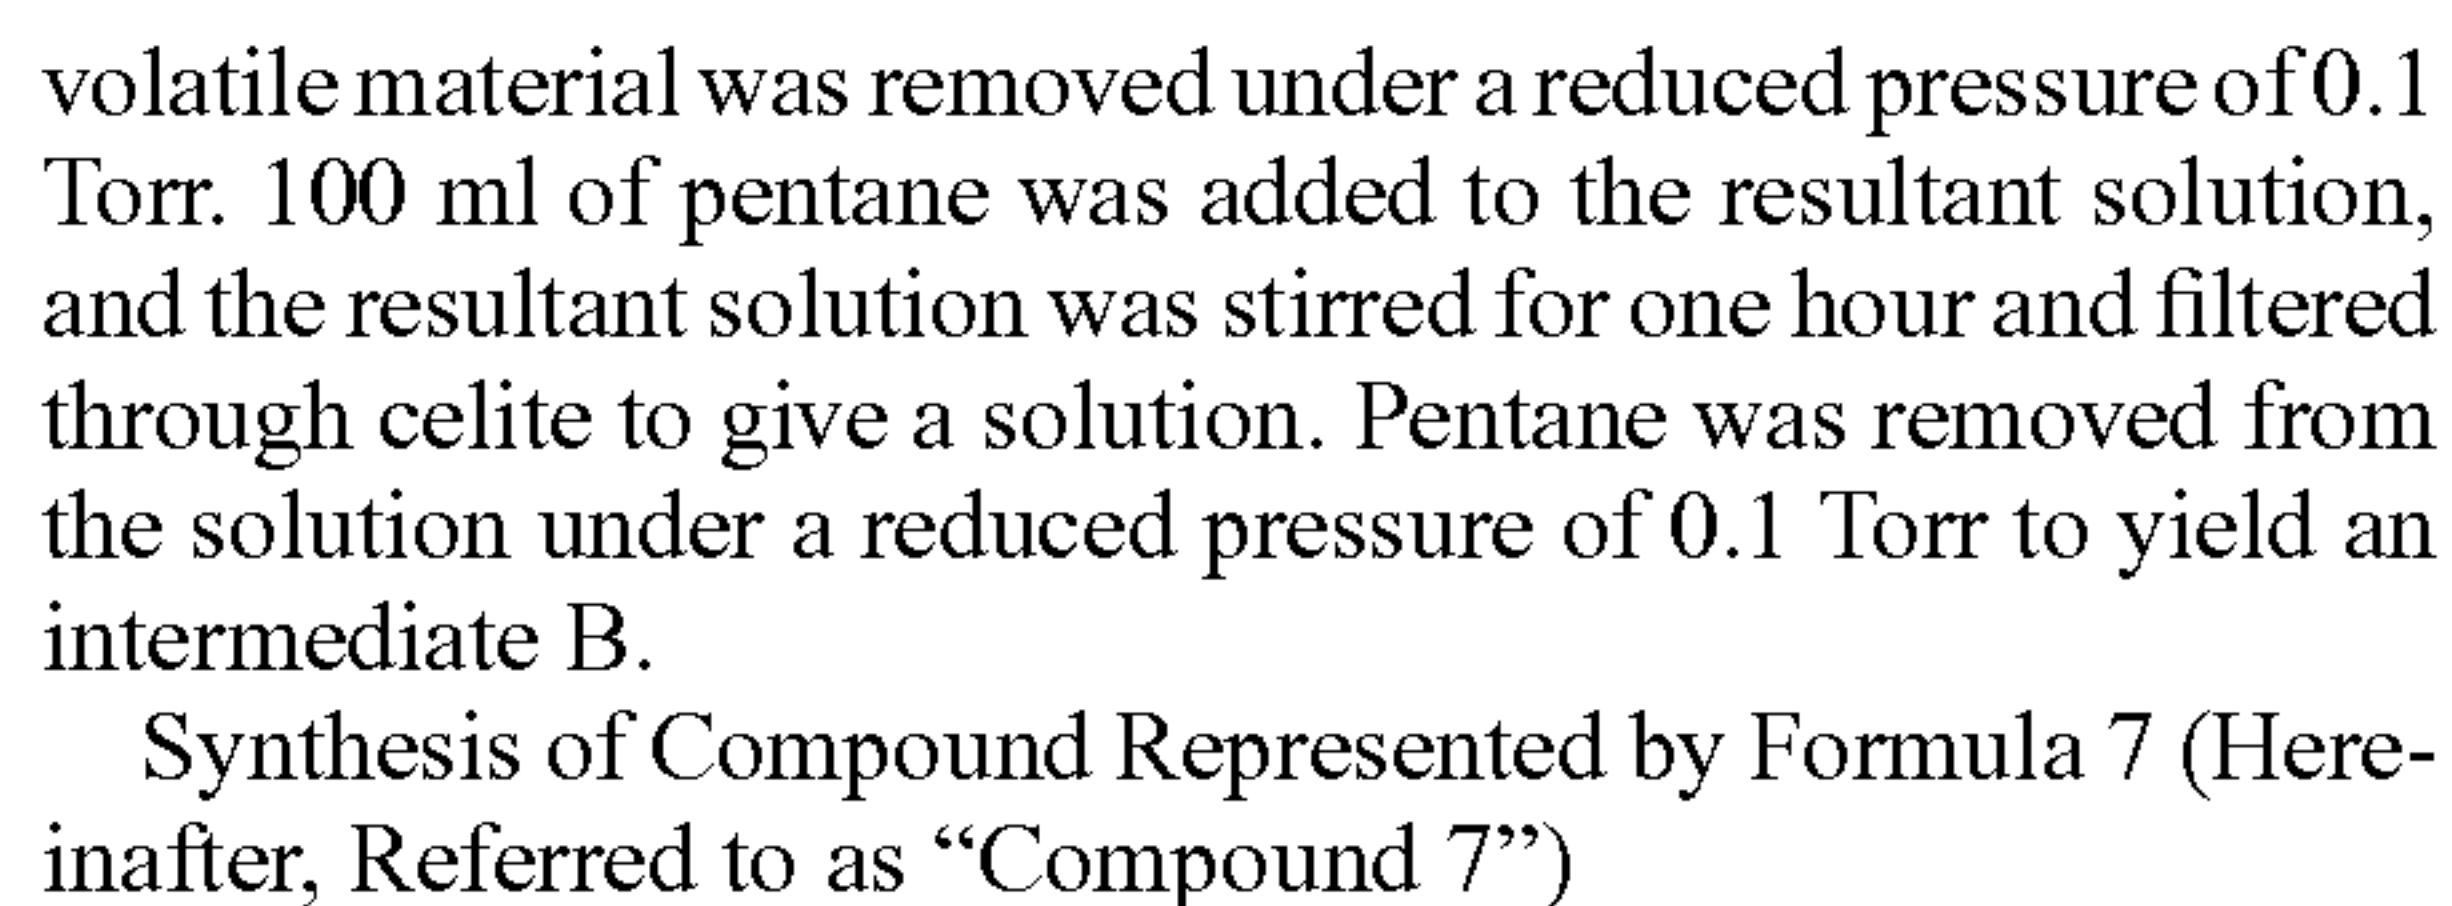 volatile material was removed under a reduced pressure of 0.1
Torr. 100 ml of pentane was added to the resultant solution,
and the resultant solution was stirred for one hour and filtered
through celite to give a solution. Pentane was removed from
the solution under a reduced pressure of 0.1 Torr to yield an
intermediate B.
Synthesis of Compound Represented by Formula 7 (Here-
inafter, Referred to as “Compound 7”)